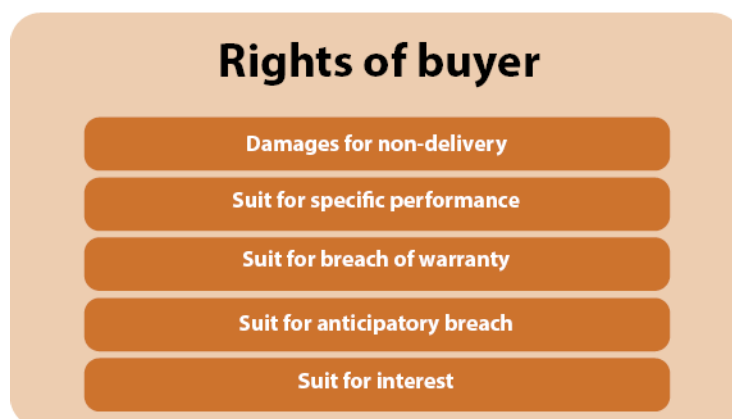 Rights of buyer
Damages for non-delivery
Suit for specific performance
Suit for breach of warranty
Suit for anticipatory breach
Suit for interest